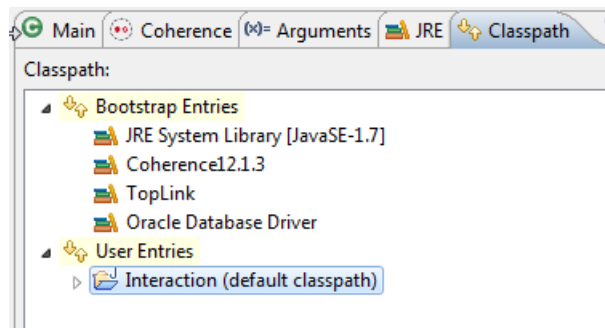 Main Coherence (x)= Arguments JRE Classpath
Classpath:
Bootstrap Entries
JRE System Library [JavaSE-1.7]
Coherence12.1.3
TopLink
Oracle Database Driver
User Entries
Interaction (default classpath)